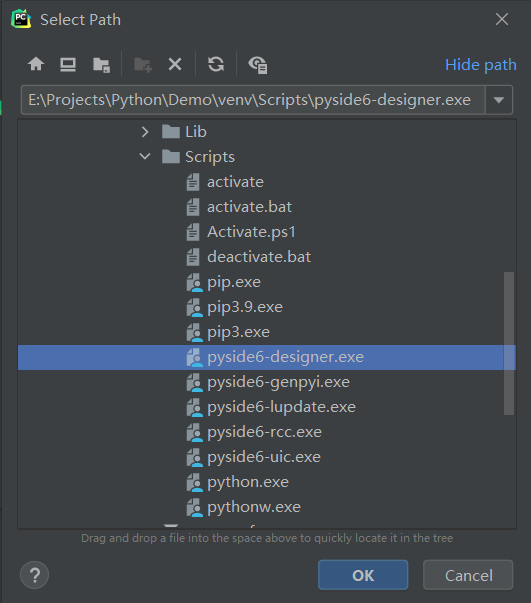 PC
Select Path
Hide path
E:\Projects\Python\Demo\venv\Scripts\pyside6-designer.exe
Lib
Scripts
activate
activate.bat
Activate.ps1
deactivate.bat
pip.exe
pip3.9.exe
pip3.exe
pyside6-designer.exe
pyside6-genpyi.exe
pyside6-lupdate.exe
pyside6-rcc.exe
pyside6-uic.exe
python.exe
pythonw.exe
Drag and drop a file into the space above to quickly locate it in the tree
?
OK
Cancel